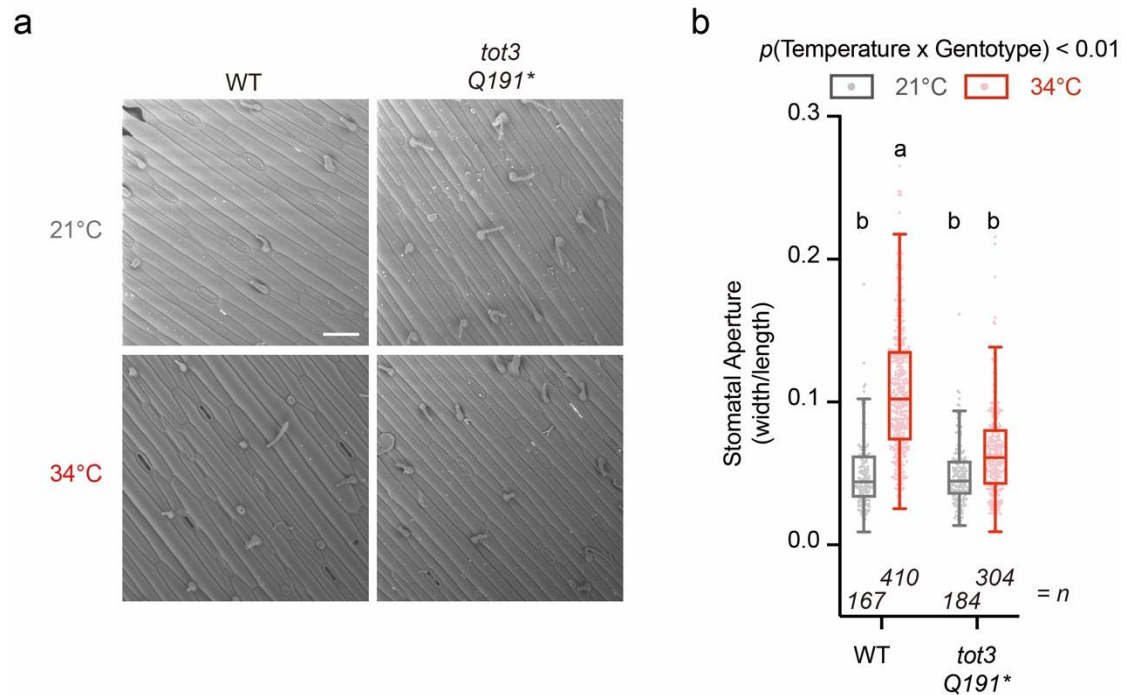 a
WT
tot3
Q191*
21°C
34°C
b
p(Temperature x Gentotype) < 0.01
21°C 34°C
Stomatal Aperture
(width/length)
0.3
0.2
0.1
0.0
b
a
b
b
167
410
184
304
= n
WT
tot3
Q191*